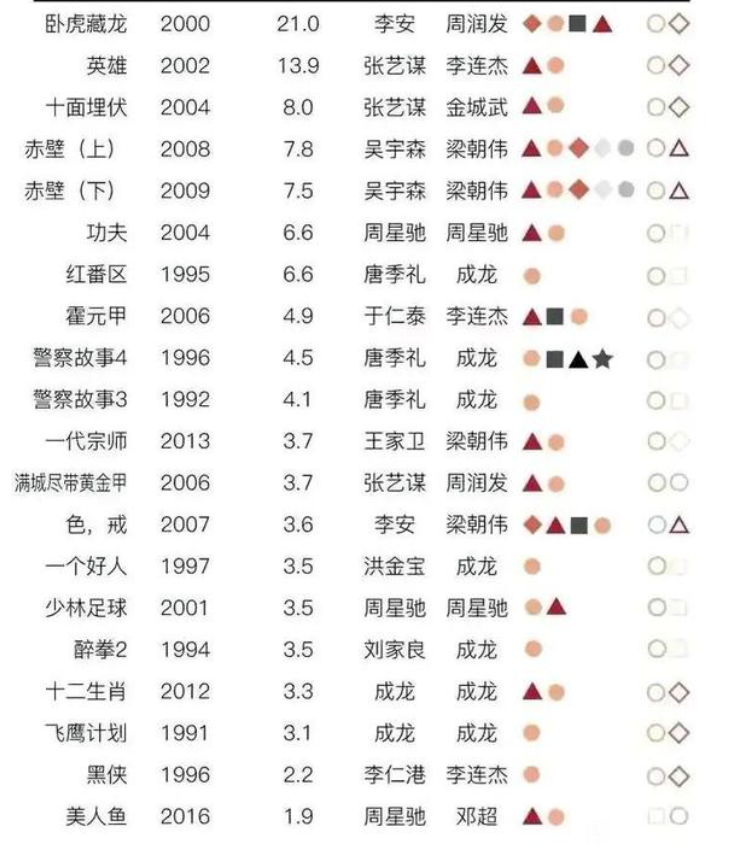 卧虎藏龙 2000 21.0 李安 周润发
英雄 2002 13.9 张艺谋 李连杰
十面埋伏 2004 8.0 张艺谋 金城武
赤壁（上） 2008 7.8 吴宇森 梁朝伟
赤壁（下） 2009 7.5 吴宇森 梁朝伟
功夫 2004 6.6 周星驰 周星驰
红番区 1995 6.6 唐季礼 成龙
霍元甲 2006 4.9 于仁泰 李连杰
警察故事4 1996 4.5 唐季礼 成龙
警察故事3 1992 4.1 唐季礼 成龙
一代宗师 2013 3.7 王家卫 梁朝伟
满城尽带黄金甲 2006 3.7 张艺谋 周润发
色，戒 2007 3.6 李安 梁朝伟
一个好人 1997 3.5 洪金宝 成龙
少林足球 2001 3.5 周星驰 周星驰
醉拳2 1994 3.5 刘家良 成龙
十二生肖 2012 3.3 成龙 成龙
飞鹰计划 1991 3.1 成龙 成龙
黑侠 1996 2.2 李仁港 李连杰
美人鱼 2016 1.9 周星驰 邓超